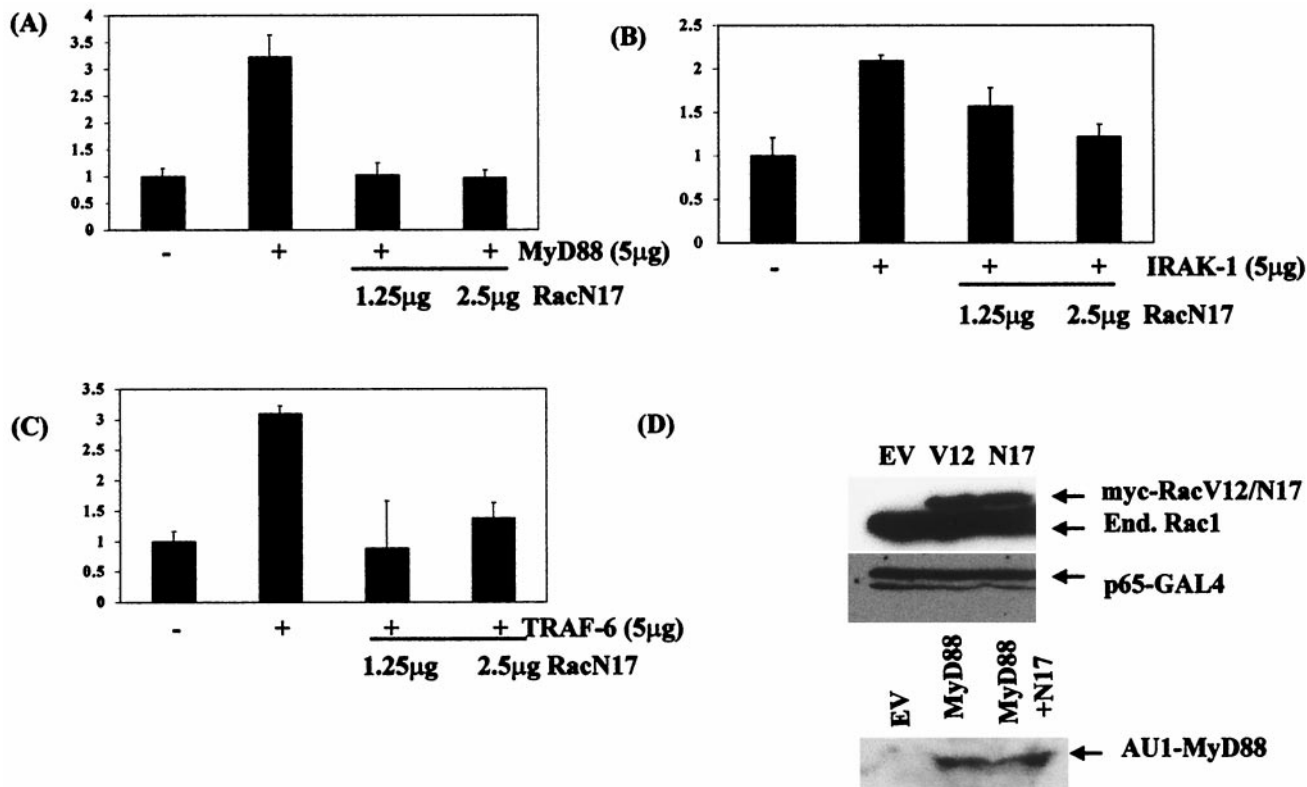 (A)
4
3.5
3
2.5
2
1.5
1
0.5
0
- + + + MyD88 (5µg)
1.25µg 2.5µg RacN17
(B)
2.5
2
1.5
1
0.5
- + + + IRAK-1 (5µg)
1.25µg 2.5µg RacN17
(C)
3.5
3
2.5
2
1.5
1
0.5
0
- + + + TRAF-6 (5µg)
1.25µg 2.5µg RacN17
(D)
EV V12 N17
myc-RacV12/N17
End. Rac1
p65-GAL4
EV
MyD88
MyD88
+N17
AU1-MyD88